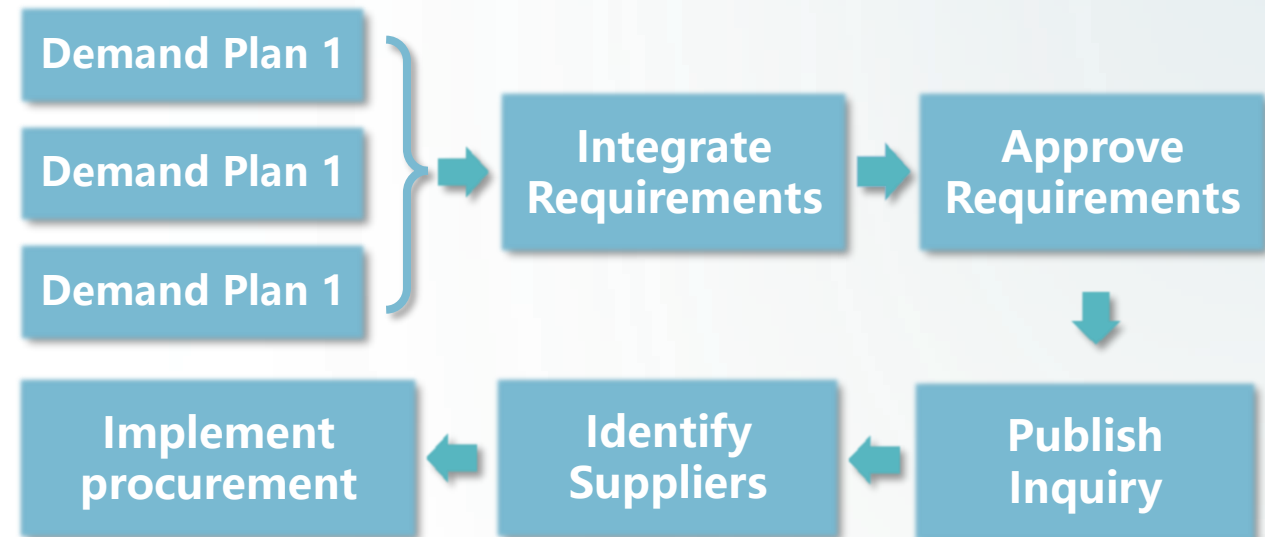 Demand Plan 1
Demand Plan 1
Demand Plan 1
Integrate
Requirements
Approve
Requirements
Publish
Inquiry
Identify
Suppliers
Implement
procurement